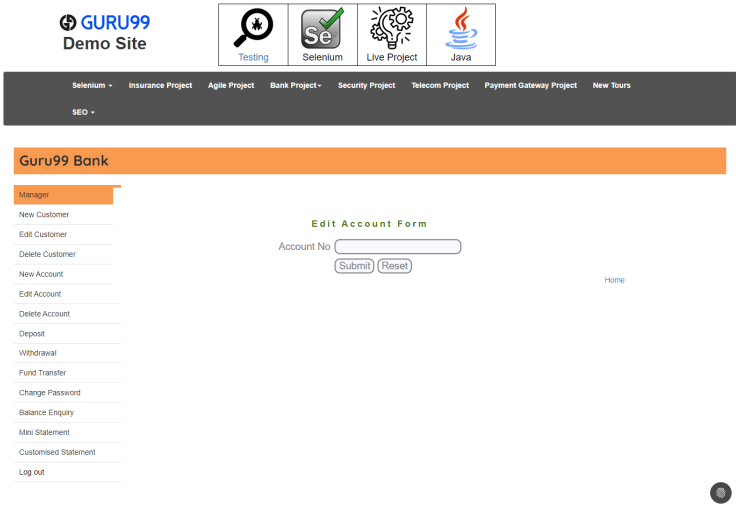 GURU99
Demo Site
Testing
Se
Selenium
Live Project
Java
Selenium Insurance Project Agile Project Bank Project Security Project Telecom Project Payment Gateway Project New Tours
SEO
Guru99 Bank
Manager
New Customer
Edit Customer
Delete Customer
New Account
Edit Account
Delete Account
Deposit
Withdrawal
Fund Transfer
Change Password
Balance Enquiry
Mini Statement
Customised Statement
Log out
Edit Account Form
Account No
Submit Reset
Home